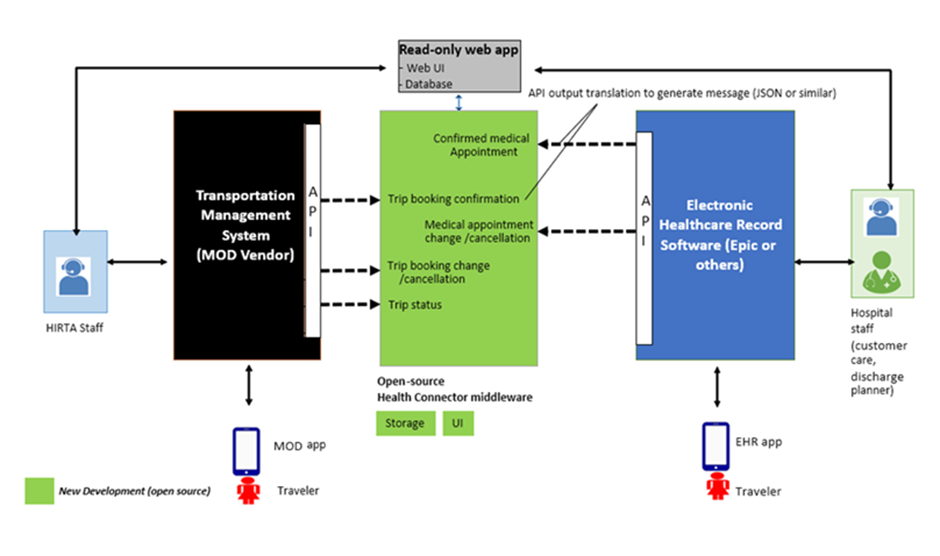 Read-only web app
- Web UI
- Database
API output translation to generate message (JSON or similar)
Transportation
Management
System
(MOD Vendor)
A
P
I
Confirmed medical
Appointment
Trip booking confirmation
Medical appointment
change /cancellation
Trip booking change
/cancellation
Trip status
A
P
I
Electronic
Healthcare Record
Software (Epic or
others)
HIRTA Staff
Hospital
staff
(customer
care,
discharge
planner)
Open-source
Health Connector middleware
Storage
UI
MOD app
Traveler
EHR app
Traveler
New Development (open source)